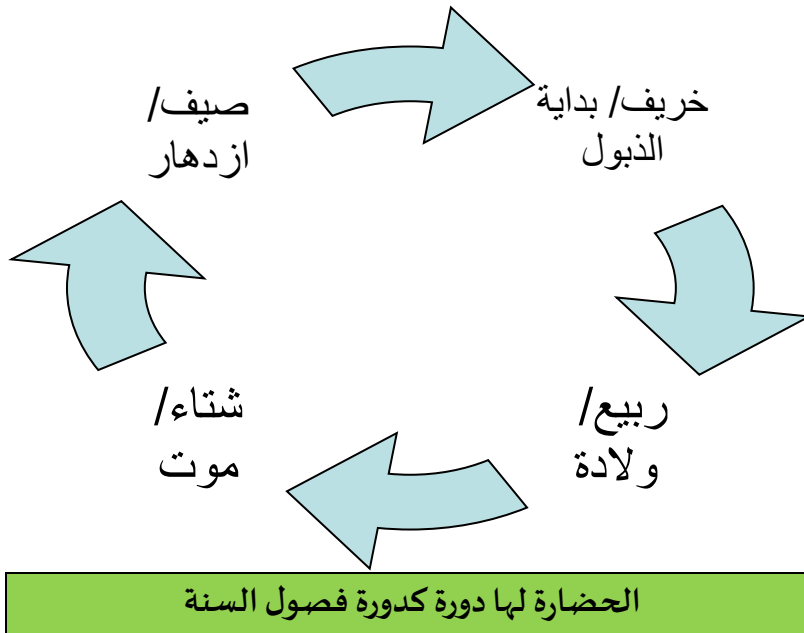 خريف/ بداية
الذبول
صيف/
ازدهار
ربيع/
ولادة
شتاء/
موت
الحضارة لها دورة كدورة فصول السنة